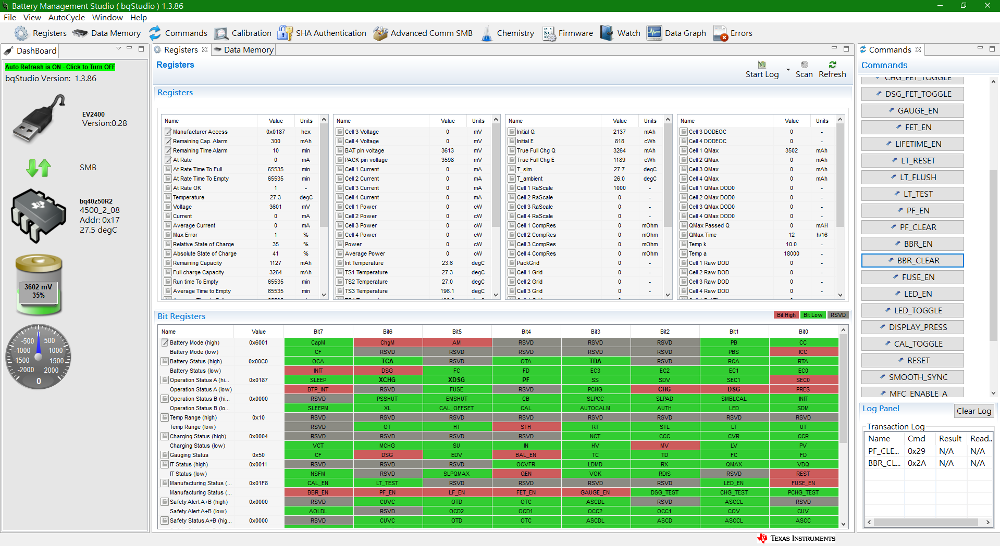 Battery Management Studio ( bqStudio ) 1.3.86
File View AutoCycle Window Help
Registers Data Memory Commands Calibration SHA Authentication Advanced Comm SMB Chemistry Firmware Watch Data Graph Errors
DashBoard
Auto Refresh is ON - Click to Turn OFF
bqStudio Version: 1.3.86
EV2400
Version:0.28
SMB
bq40z50R2
4500_2_08
Addr: 0x17
27.5 degC
3602 mV
35%
-500 500
-1000 1000
-1500 1500
-2000 2000
0
Registers Data Memory
Registers
Start Log Scan Refresh
Registers
Name Value Units
Manufacturer Access 0x0187 hex
Remaining Cap. Alarm 300 mAh
Remaining Time Alarm 10 min
At Rate 0 mA
At Rate Time To Full 65535 min
At Rate Time To Empty 65535 min
At Rate OK 1 -
Temperature 27.3 degC
Voltage 3601 mV
Current 0 mA
Average Current 0 mA
Max Error 1 %
Relative State of Charge 35 %
Absolute State of Charge 41 %
Remaining Capacity 1127 mAh
Full charge Capacity 3264 mAh
Run time To Empty 65535 min
Average Time to Empty 65535 min
Name Value Units
Cell 3 Voltage 0 mV
Cell 4 Voltage 0 mV
BAT pin voltage 3613 mV
PACK pin voltage 3598 mV
Cell 1 Current 0 mA
Cell 2 Current 0 mA
Cell 3 Current 0 mA
Cell 4 Current 0 mA
Cell 1 Power 0 cW
Cell 2 Power 0 cW
Cell 3 Power 0 cW
Cell 4 Power 0 cW
Power 0 cW
Average Power 0 cW
Int Temperature 23.6 degC
TS1 Temperature 27.3 degC
TS2 Temperature 27.0 degC
TS3 Temperature 196.1 degC
Name Value Units
Initial Q 2137 mAh
Initial E 818 cWh
True Full Chg Q 3264 mAh
True Full Chg E 1189 cWh
T_sim 27.7 degC
T_ambient 26.0 degC
Cell 1 RaScale 1000 -
Cell 2 RaScale 0 -
Cell 3 RaScale 0 -
Cell 4 RaScale 0 -
Cell 1 CompRes 0 mOhm
Cell 2 CompRes 0 mOhm
Cell 3 CompRes 0 mOhm
Cell 4 CompRes 0 mOhm
PackGrid 0 -
Cell 1 Grid 0 -
Cell 2 Grid 0 -
Cell 3 Grid 0 -
Name Value Units
Cell 3 DODEOC 0 -
Cell 4 DODEOC 0 -
Cell 1 QMax 3502 mAh
Cell 2 QMax 0 mAh
Cell 3 QMax 0 mAh
Cell 4 QMax 0 mAh
Cell 1 QMax DOD0 0 -
Cell 2 QMax DOD0 0 -
Cell 3 QMax DOD0 0 -
Cell 4 QMax DOD0 0 -
QMax Passed Q 0 mAH
QMax Time 12 h/16
Temp k 10.0 -
Temp a 18000 -
Cell 1 Raw DOD 0 -
Cell 2 Raw DOD 0 -
Cell 3 Raw DOD 0 -
Cell 4 Raw DOD 0 -
Bit Registers
Bit High Bit Low RSVD
Name Value Bit7 Bit6 Bit5 Bit4 Bit3 Bit2 Bit1 Bit0
Battery Mode (high) 0x6001 CapM ChgM AM RSVD RSVD RSVD PB CC
Battery Mode (low) CF RSVD RSVD RSVD RSVD RSVD PBS ICC
Battery Status (high) 0x00C0 OCA TCA RSVD OTA TDA RSVD RCA RTA
Battery Status (low) INIT DSG FC FD EC3 EC2 EC1 EC0
Operation Status A (hi... 0x0187 SLEEP XCHG XDSG PF SS SDV SEC1 SEC0
Operation Status A (low) BTP_INT RSVD FUSE RSVD PCHG CHG DSG PRES
Operation Status B (hi... 0x0000 RSVD PSSHUT EMSHUT CB SLPCC SLPAD SMBLCAL INIT
Operation Status B (lo... SLEEPM XL CAL_OFFSET CAL AUTOCALM AUTH LED SDM
Temp Range (high) 0x10 RSVD RSVD RSVD RSVD RSVD RSVD RSVD RSVD
Temp Range (low) RSVD OT HT STH RT STL LT UT
Charging Status (high) 0x0004 RSVD RSVD RSVD RSVD NCT CCC CVR CCR
Charging Status (low) VCT MCHG SU IN HV MV LV PV
Gauging Status 0x50 CF DSG EDV BAL_EN TC TD FC FD
IT Status (high) 0x0011 RSVD RSVD RSVD OCVFR LDMD RX QMAX VDQ
IT Status (low) NSFM RSVD SLPQMAX QEN VOK RDIS RSVD REST
Manufacturing Status (... 0x01F8 CAL_EN LT_TEST RSVD RSVD RSVD RSVD LED_EN FUSE_EN
Manufacturing Status (... BBR_EN PF_EN LF_EN FET_EN GAUGE_EN DSG_TEST CHG_TEST PCHG_TEST
Safety Alert A+B (high) 0x0000 RSVD CUVC OTD OTC ASCDL RSVD ASCCL RSVD
Safety Alert A+B (low) AOLDL RSVD OCD2 OCD1 OCC2 OCC1 COV CUV
Safety Status A+B (hig... 0x0000 RSVD CUVC OTD OTC ASCDL ASCD ASCCL ASCC
Commands
Commands
CHG_FET_TOGGLE
DSG_FET_TOGGLE
GAUGE_EN
FET_EN
LIFETIME_EN
LT_RESET
LT_FLUSH
LT_TEST
PF_EN
PF_CLEAR
BBR_EN
BBR_CLEAR
FUSE_EN
LED_EN
LED_TOGGLE
DISPLAY_PRESS
CAL_TOGGLE
RESET
SMOOTH_SYNC
MFC_ENABLE_A
Log Panel
Clear Log
Transaction Log
Name Cmd Result Read..
PF_CLE... 0x29 N/A N/A
BBR_CL... 0x2A N/A N/A
TEXAS INSTRUMENTS